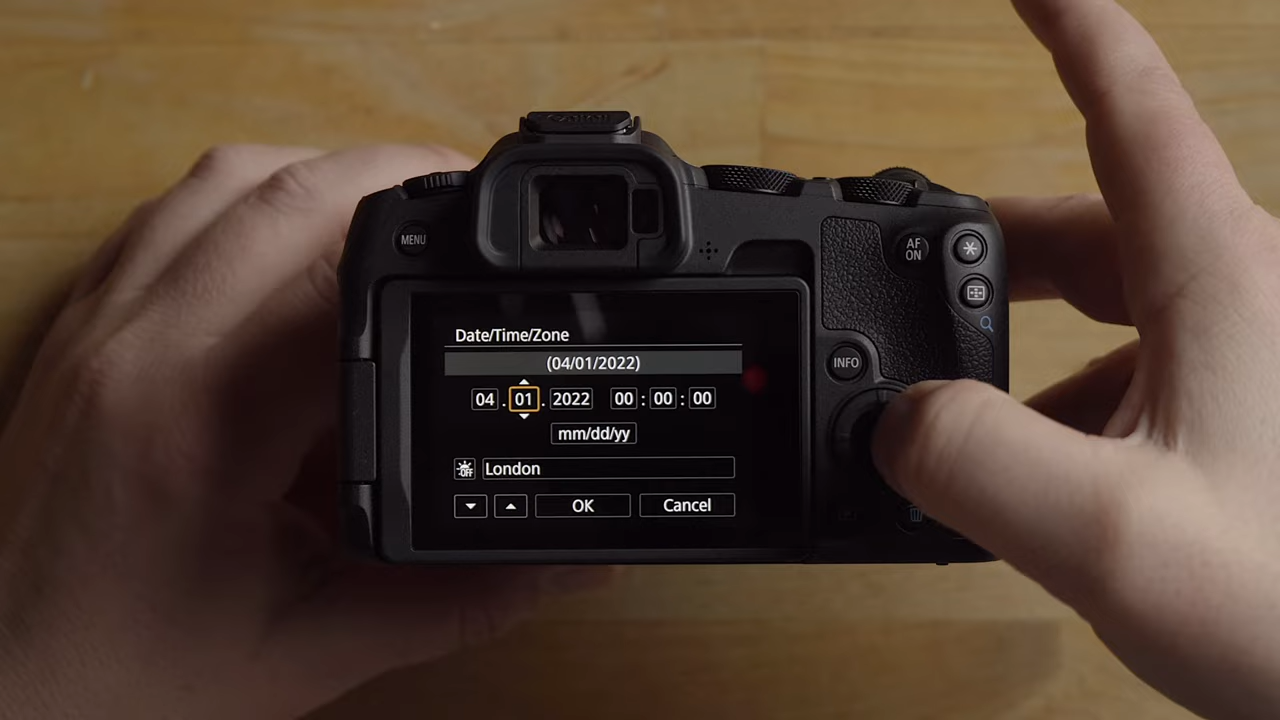 MENU
AF
ON
INFO
Date/Time/Zone
(04/01/2022)
04 . 01 . 2022 00 : 00 : 00
mm/dd/yy
OFF London
OK Cancel